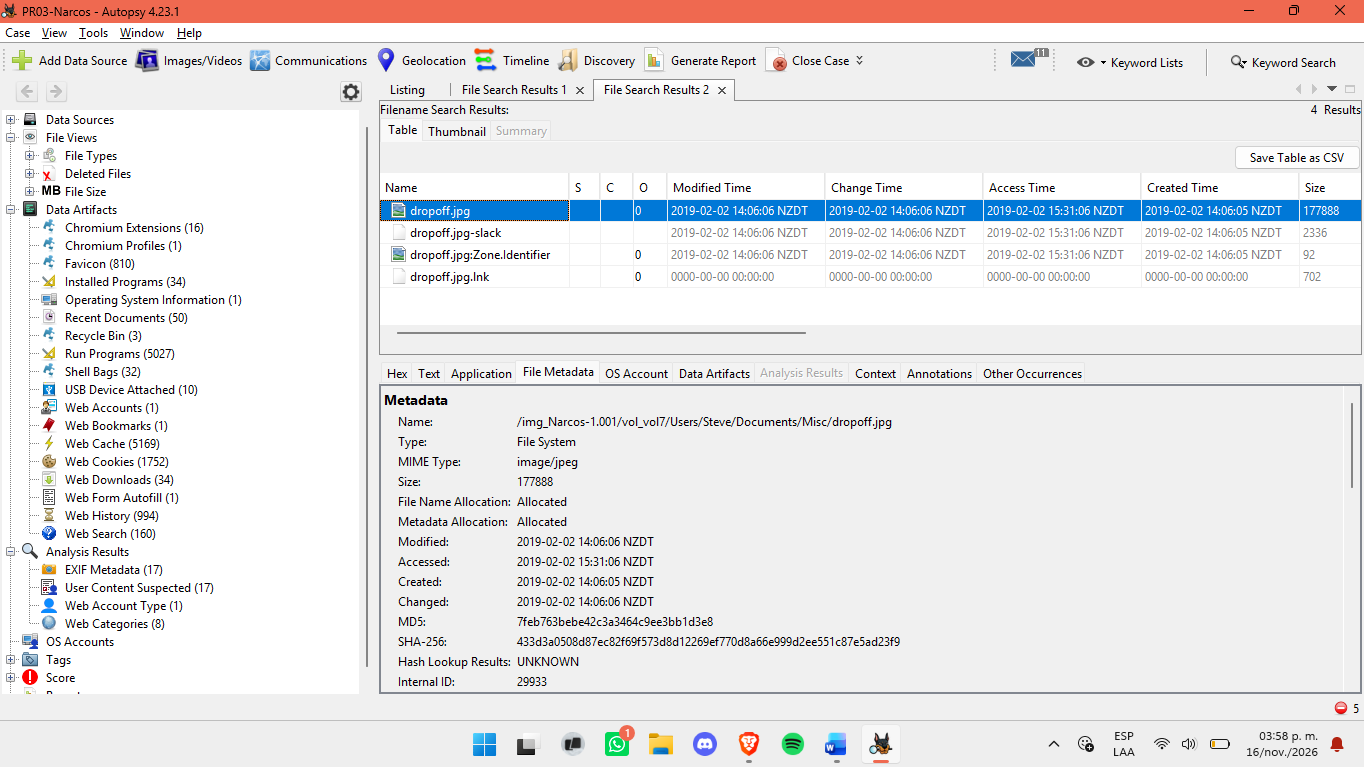 PR03-Narcos - Autopsy 4.23.1
Case View Tools Window Help
Add Data Source Images/Videos Communications Geolocation Timeline Discovery Generate Report Close Case 11 Keyword Lists Keyword Search
Listing File Search Results 1 File Search Results 2
Filename Search Results:
4 Results
Table Thumbnail Summary
Save Table as CSV
Name S C O Modified Time Change Time Access Time Created Time Size
dropoff.jpg 0 2019-02-02 14:06:06 NZDT 2019-02-02 14:06:06 NZDT 2019-02-02 15:31:06 NZDT 2019-02-02 14:06:05 NZDT 177888
dropoff.jpg-slack 2019-02-02 14:06:06 NZDT 2019-02-02 14:06:06 NZDT 2019-02-02 15:31:06 NZDT 2019-02-02 14:06:05 NZDT 2336
dropoff.jpg:Zone.Identifier 0 2019-02-02 14:06:06 NZDT 2019-02-02 14:06:06 NZDT 2019-02-02 15:31:06 NZDT 2019-02-02 14:06:05 NZDT 92
dropoff.jpg.lnk 0 0000-00-00 00:00:00 0000-00-00 00:00:00 0000-00-00 00:00:00 0000-00-00 00:00:00 702
Data Sources
File Views
File Types
Deleted Files
MB File Size
Data Artifacts
Chromium Extensions (16)
Chromium Profiles (1)
Favicon (810)
Installed Programs (34)
Operating System Information (1)
Recent Documents (50)
Recycle Bin (3)
Run Programs (5027)
Shell Bags (32)
USB Device Attached (10)
Web Accounts (1)
Web Bookmarks (1)
Web Cache (5169)
Web Cookies (1752)
Web Downloads (34)
Web Form Autofill (1)
Web History (994)
Web Search (160)
Analysis Results
EXIF Metadata (17)
User Content Suspected (17)
Web Account Type (1)
Web Categories (8)
OS Accounts
Tags
Score
Hex Text Application File Metadata OS Account Data Artifacts Analysis Results Context Annotations Other Occurrences
Metadata
Name: /img_Narcos-1.001/vol_vol7/Users/Steve/Documents/Misc/dropoff.jpg
Type: File System
MIME Type: image/jpeg
Size: 177888
File Name Allocation: Allocated
Metadata Allocation: Allocated
Modified: 2019-02-02 14:06:06 NZDT
Accessed: 2019-02-02 15:31:06 NZDT
Created: 2019-02-02 14:06:05 NZDT
Changed: 2019-02-02 14:06:06 NZDT
MD5: 7feb763bebe42c3a3464c9ee3bb1d3e8
SHA-256: 433d3a0508d87ec82f69f573d8d12269ef770d8a66e999d2ee551c87e5ad23f9
Hash Lookup Results: UNKNOWN
Internal ID: 29933
5
1
ESP
LAA
03:58 p. m.
16/nov./2026